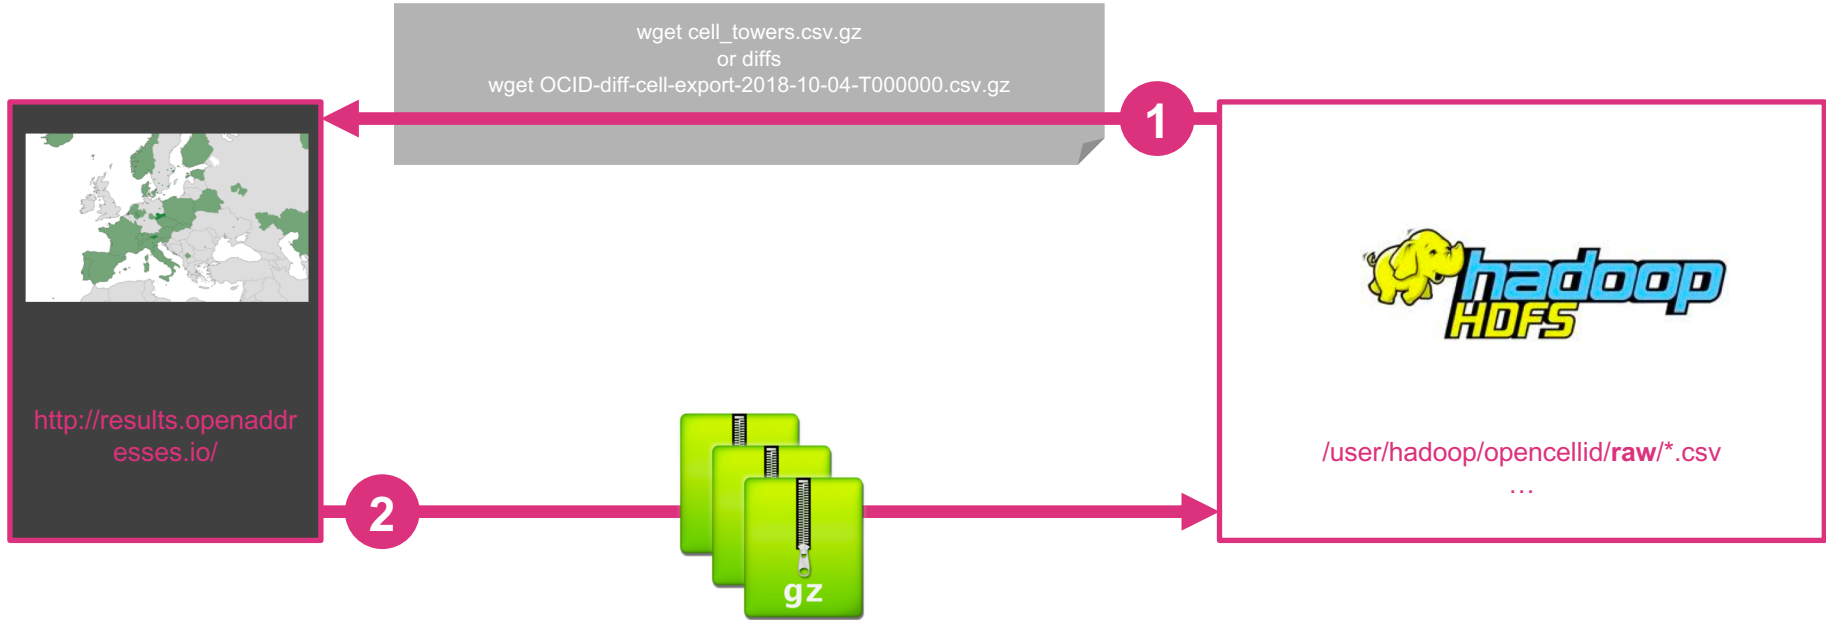 wget cell_towers.csv.gz
or diffs
wget OCID-diff-cell-export-2018-10-04-T000000.csv.gz
1
http://results.openaddr
esses.io/
hadoop
HDFS
/user/hadoop/opencellid/raw/*.csv
…
2
gz